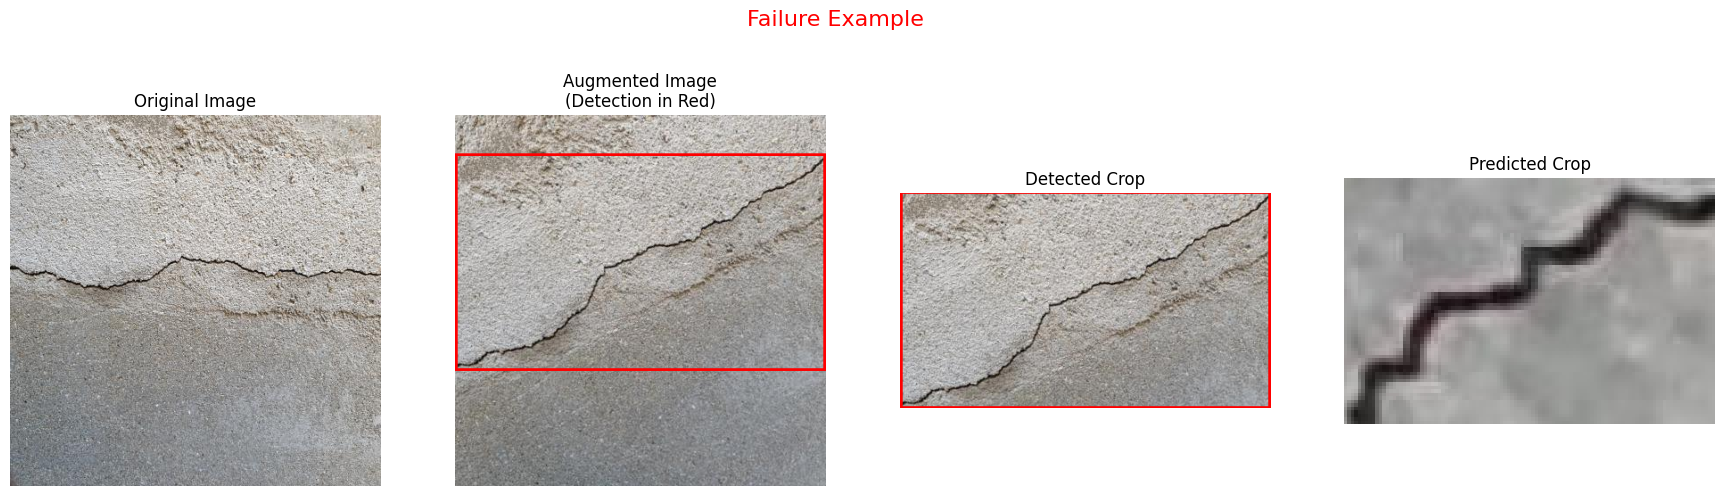 Failure Example
Original Image
Augmented Image
(Detection in Red)
Detected Crop
Predicted Crop